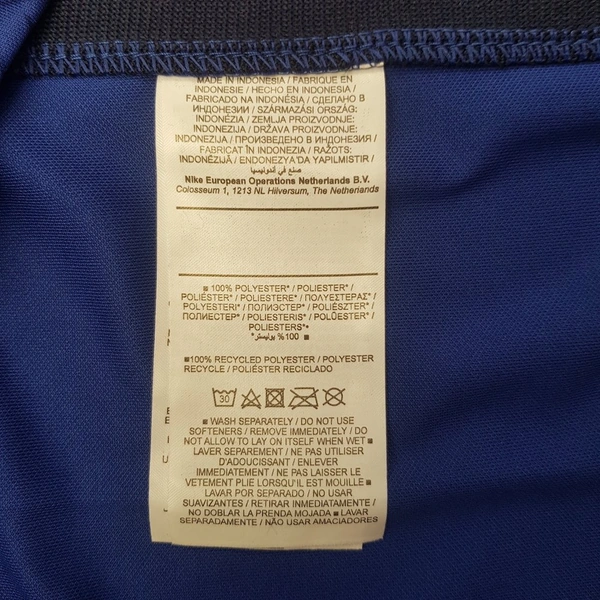 MADE IN INDONESIA / FABRIQUE EN
INDONESIE / HECHO EN INDONESIA /
FABRICADO NA INDONÉSIA / СДЕЛАНО В
ИНДОНЕЗИИ / SZÁRMAZÁSI ORSZÁG:
INDONÉZIA / ZEMLJA PROIZVODNJE:
INDONEZIJA / DRŽAVA PROIZVODNJE:
INDONEZIJA / ПРОИЗВЕДЕНО В ИНДОНЕЗИЯ /
FABRICAT ÎN INDONEZIA / RAŽOTS:
INDONĒZIJĀ / ENDONEZYA'DA YAPILMISTIR /
صنع في أندونيسيا
Nike European Operations Netherlands B.V.
Colosseum 1, 1213 NL Hilversum, The Netherlands
■ 100% POLYESTER* / POLIESTER* /
POLIÉSTER* / POLIESTERE* / ΠΟΛΥΕΣΤΕΡΑΣ* /
POLYESTERI* / ПОЛИЭСТЕР* / POLIÉSZTER* /
ПОЛИЕСТЕР* / POLIESTERIS* / POLÜESTER* /
POLIESTERS*
%100 بوليستر* ■
■100% RECYCLED POLYESTER / POLYESTER
RECYCLE / POLIÉSTER RECICLADO
30
■ WASH SEPARATELY / DO NOT USE
SOFTENERS / REMOVE IMMEDIATELY / DO
NOT ALLOW TO LAY ON ITSELF WHEN WET ■
LAVER SEPAREMENT / NE PAS UTILISER
D'ADOUCISSANT / ENLEVER
IMMEDIATEMENT / NE PAS LAISSER LE
VETEMENT PLIE LORSQU'IL EST MOUILLE ■
LAVAR POR SEPARADO / NO USAR
SUAVIZANTES / RETIRAR INMEDIATAMENTE /
NO DOBLAR LA PRENDA MOJADA ■ LAVAR
SEPARADAMENTE / NÃO USAR AMACIADORES